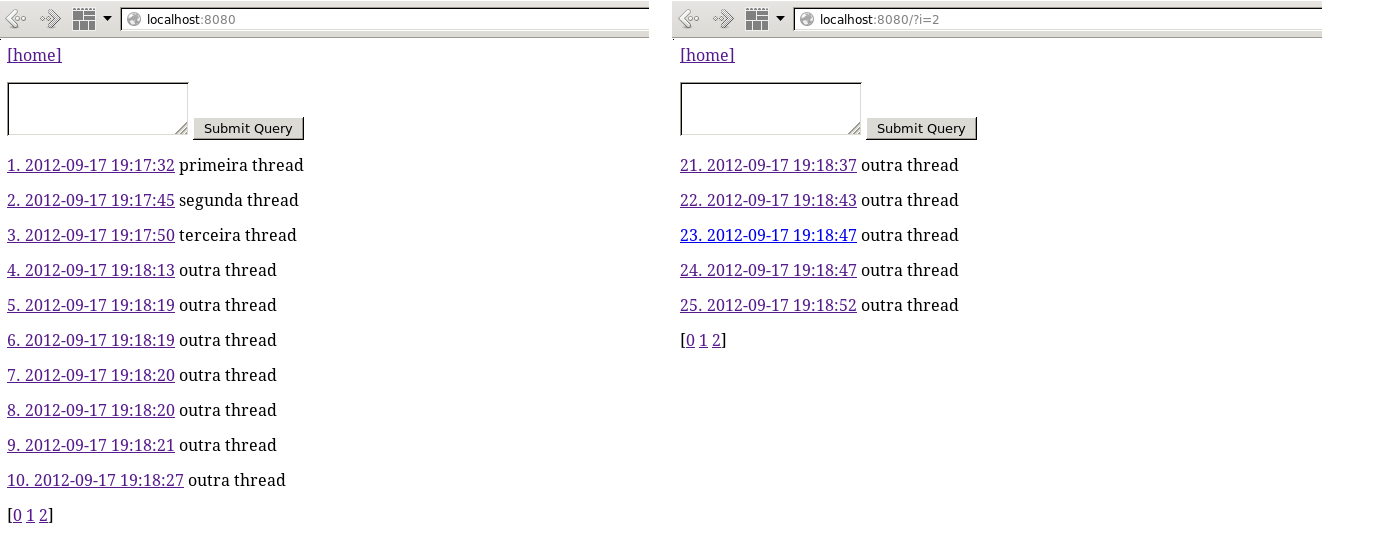 localhost:8080
[home]
Submit Query
1. 2012-09-17 19:17:32 primeira thread
2. 2012-09-17 19:17:45 segunda thread
3. 2012-09-17 19:17:50 terceira thread
4. 2012-09-17 19:18:13 outra thread
5. 2012-09-17 19:18:19 outra thread
6. 2012-09-17 19:18:19 outra thread
7. 2012-09-17 19:18:20 outra thread
8. 2012-09-17 19:18:20 outra thread
9. 2012-09-17 19:18:21 outra thread
10. 2012-09-17 19:18:27 outra thread
[0 1 2]
localhost:8080/?i=2
[home]
Submit Query
21. 2012-09-17 19:18:37 outra thread
22. 2012-09-17 19:18:43 outra thread
23. 2012-09-17 19:18:47 outra thread
24. 2012-09-17 19:18:47 outra thread
25. 2012-09-17 19:18:52 outra thread
[0 1 2]